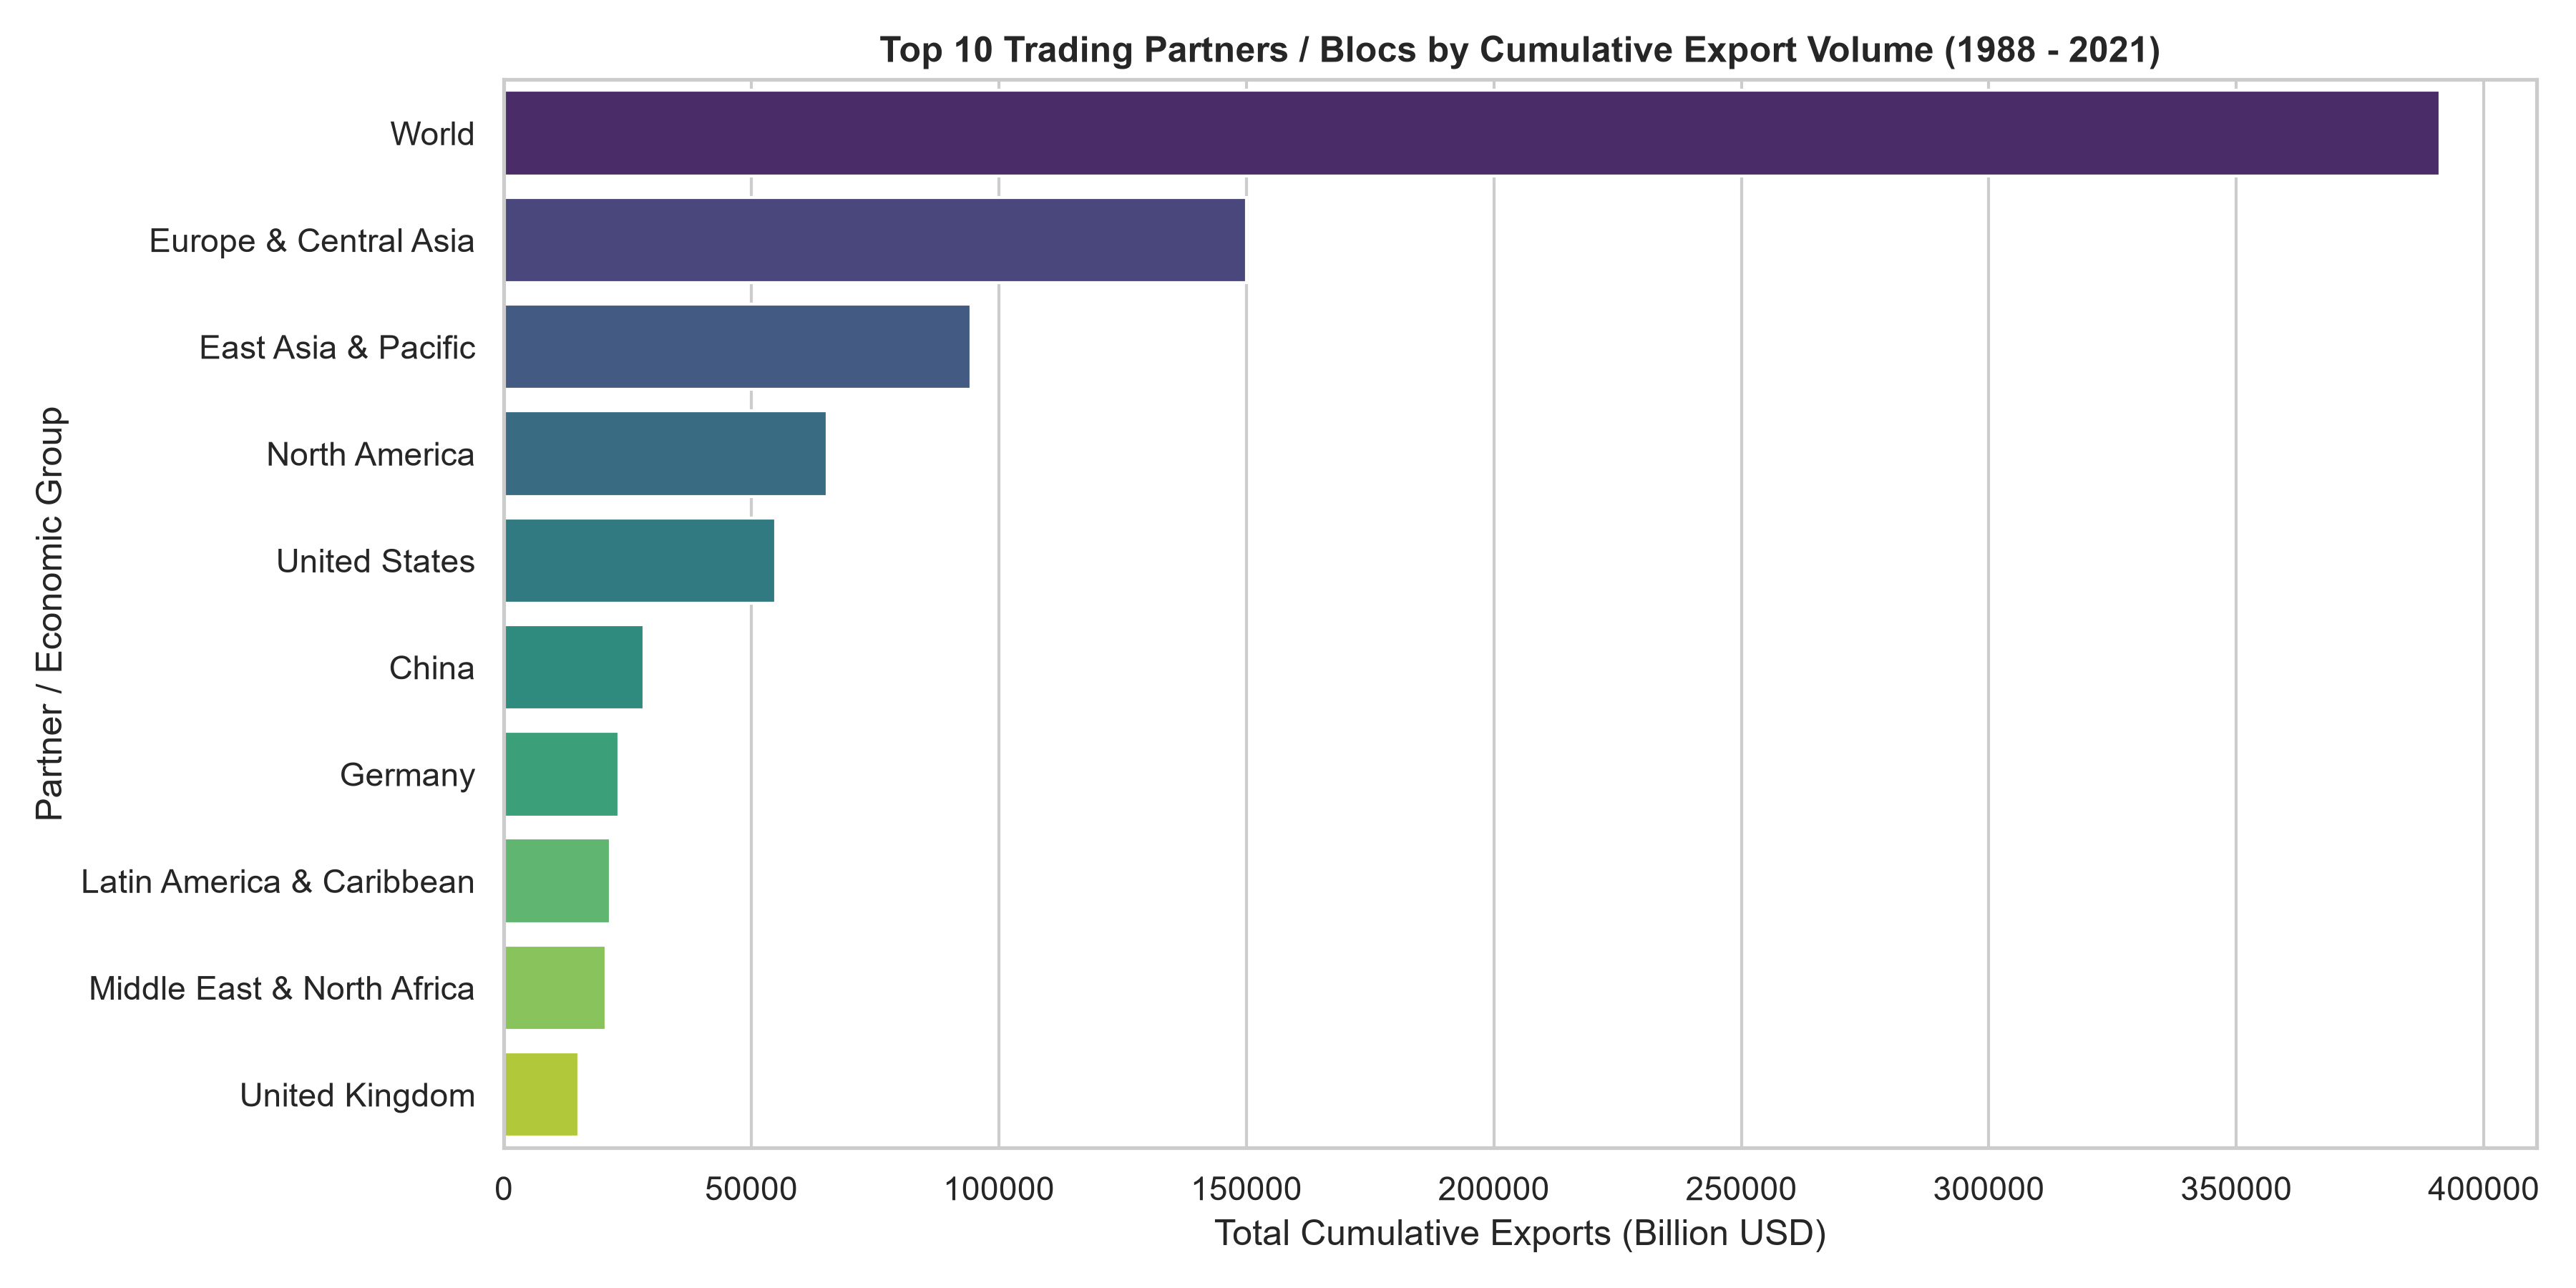 Top 10 Trading Partners / Blocs by Cumulative Export Volume (1988 - 2021)
Partner / Economic Group
World
Europe & Central Asia
East Asia & Pacific
North America
United States
China
Germany
Latin America & Caribbean
Middle East & North Africa
United Kingdom
0 50000 100000 150000 200000 250000 300000 350000 400000
Total Cumulative Exports (Billion USD)